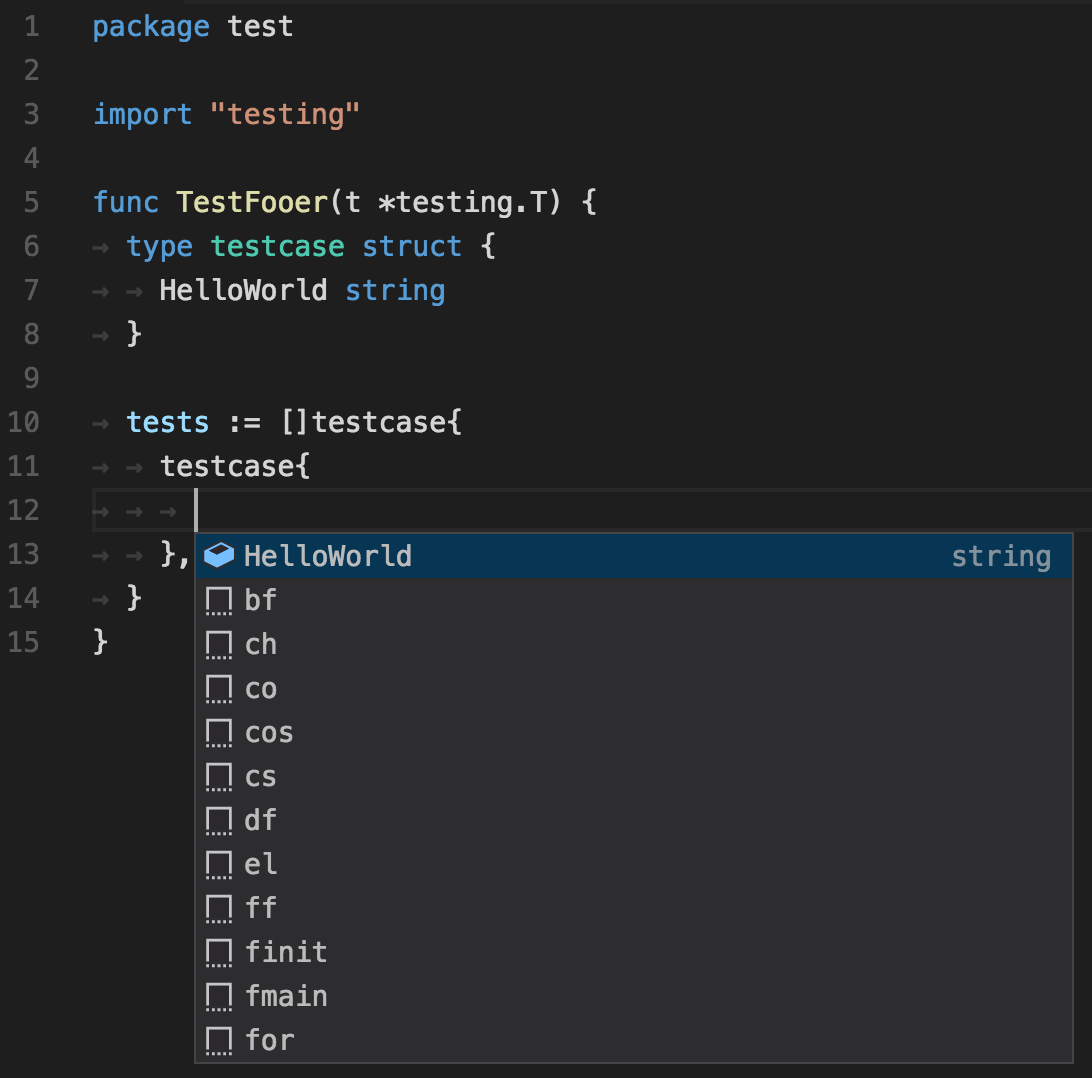 1 package test
2
3 import "testing"
4
5 func TestFooer(t *testing.T) {
6 → type testcase struct {
7 → → HelloWorld string
8 → }
9
10 → tests := []testcase{
11 → → testcase{
12 → → →
HelloWorld string
13 → → },
bf
14 → }
15 }
ch
co
cos
cs
df
el
ff
finit
fmain
for